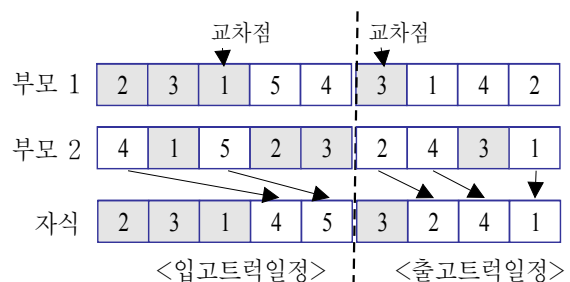 교차점 교차점
부모 1 2 3 1 5 4 3 1 4 2
부모 2 4 1 5 2 3 2 4 3 1
자식 2 3 1 4 5 3 2 4 1
<입고트럭일정> <출고트럭일정>